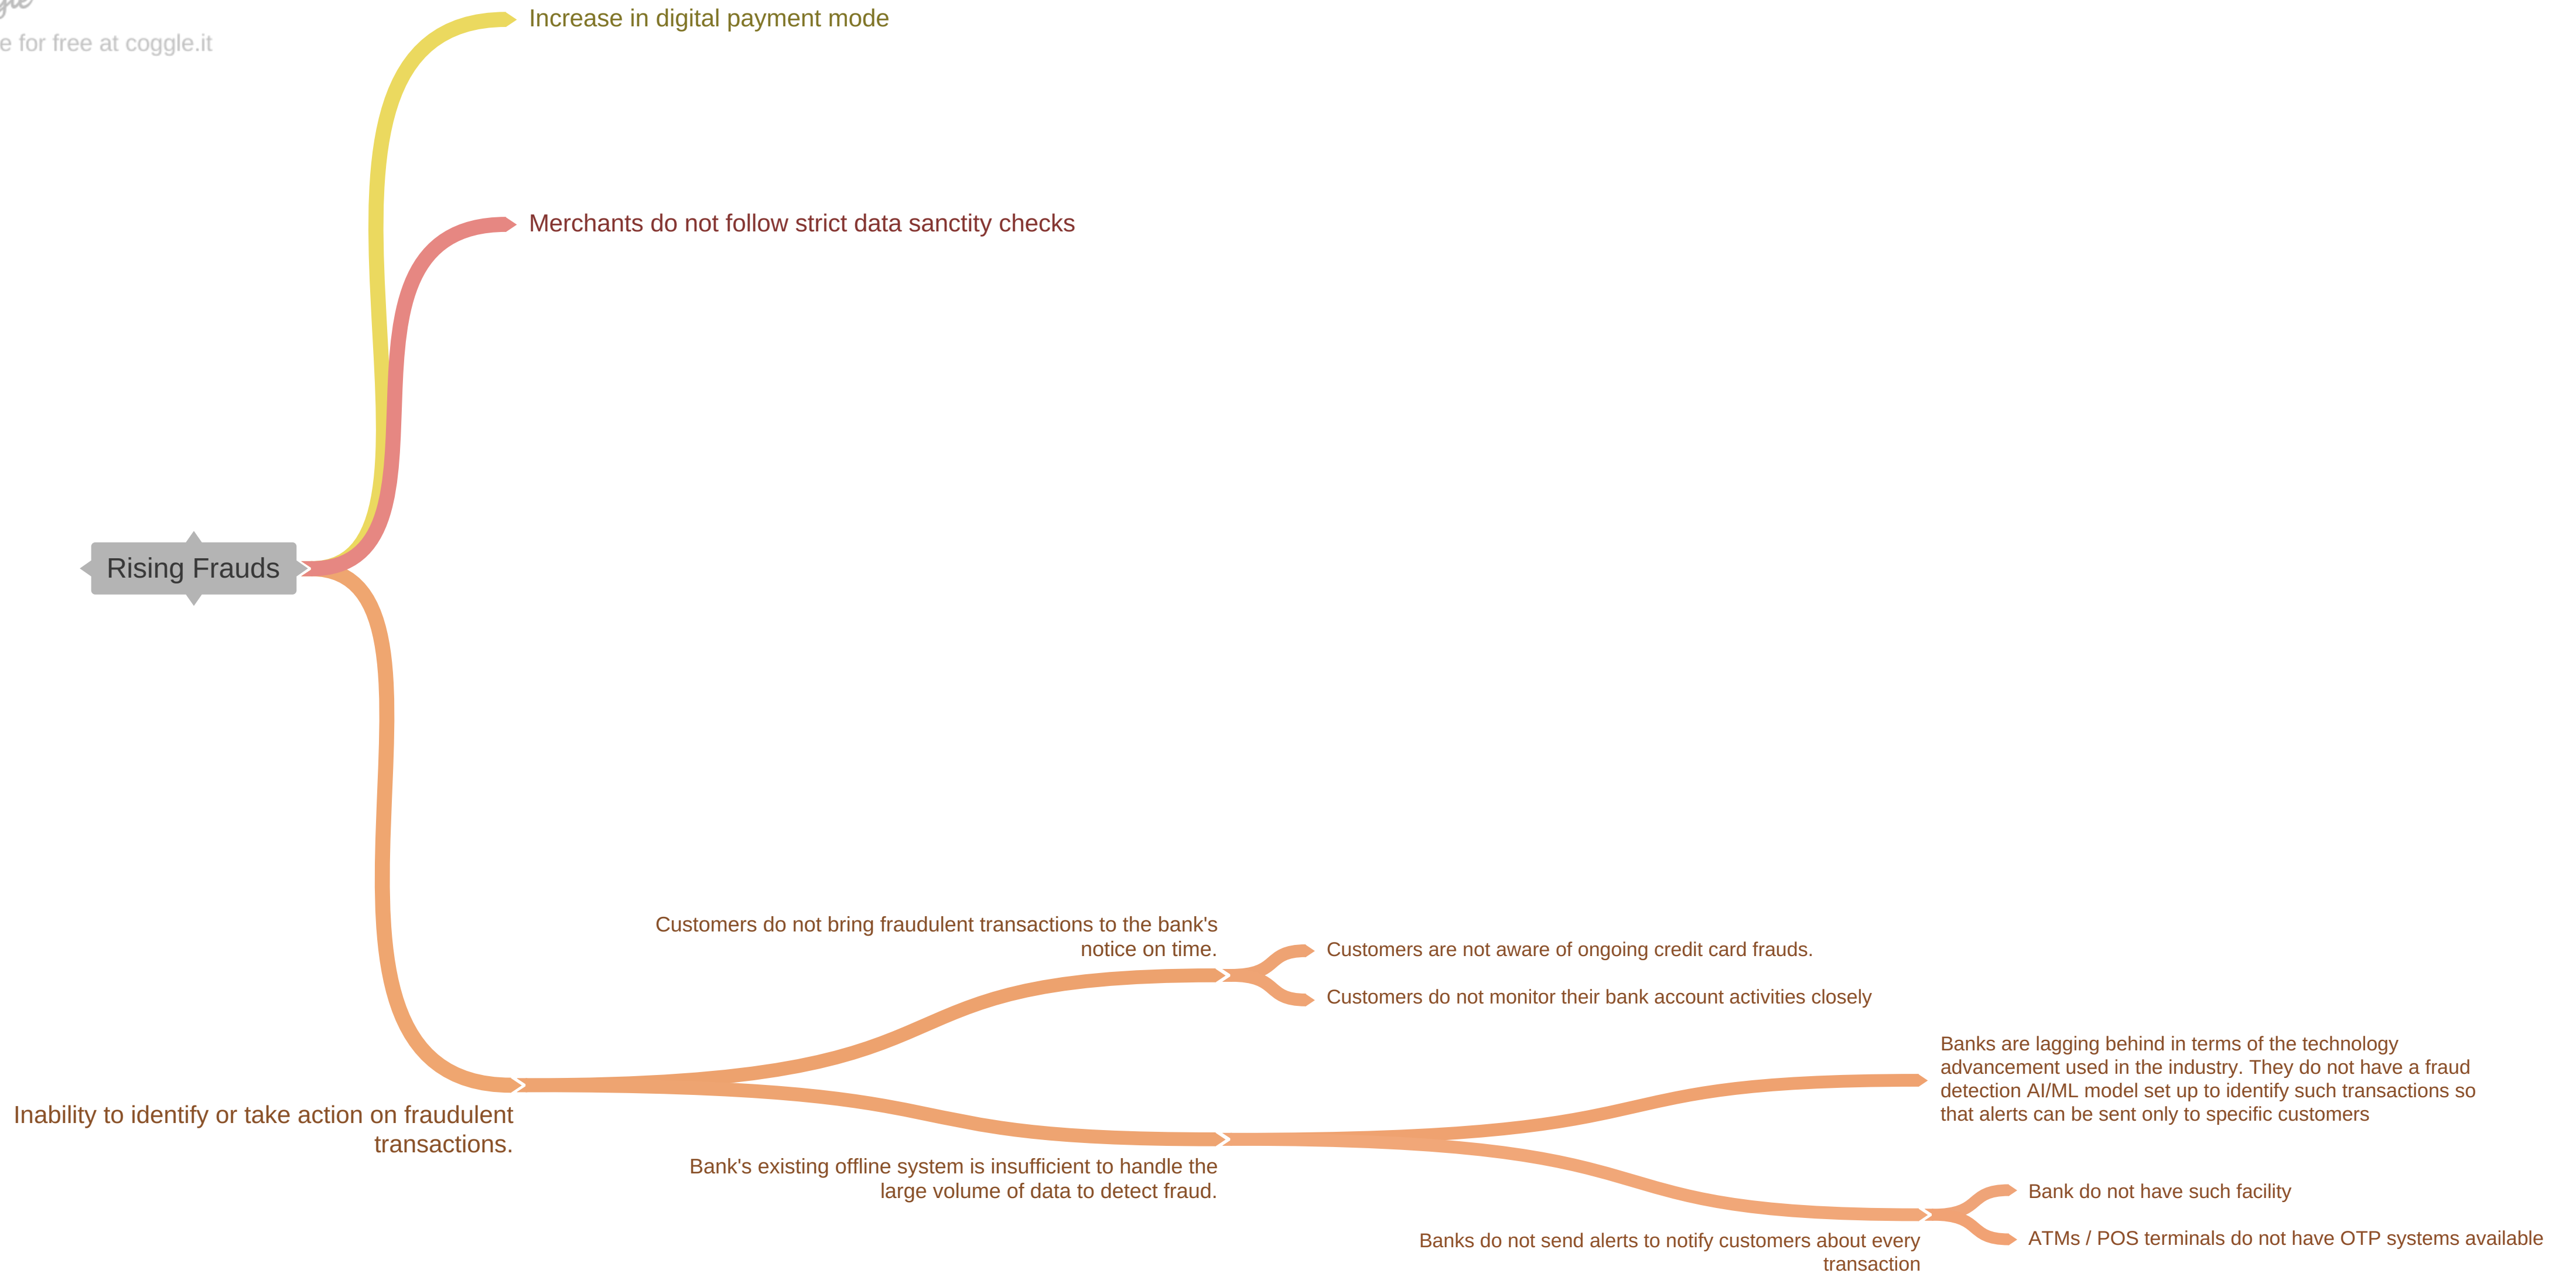 e for free at coggle.it
Increase in digital payment mode
Merchants do not follow strict data sanctity checks
Rising Frauds
Inability to identify or take action on fraudulent
transactions.
Customers do not bring fraudulent transactions to the bank's
notice on time.
Customers are not aware of ongoing credit card frauds.
Customers do not monitor their bank account activities closely
Bank's existing offline system is insufficient to handle the
large volume of data to detect fraud.
Banks are lagging behind in terms of the technology
advancement used in the industry. They do not have a fraud
detection AI/ML model set up to identify such transactions so
that alerts can be sent only to specific customers
Banks do not send alerts to notify customers about every
transaction
Bank do not have such facility
ATMs / POS terminals do not have OTP systems available